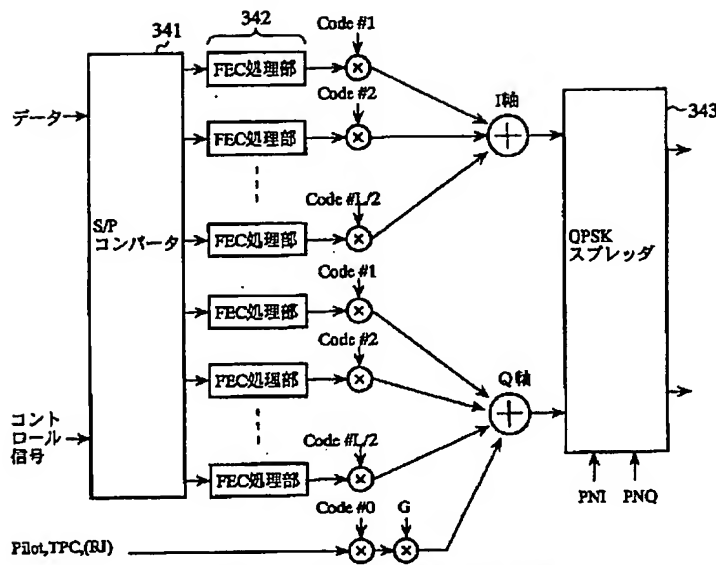 341
342
Code #1
FEC処理部
データ
Code #2
FEC処理部
I軸
343
Code #L/2
FEC処理部
S/P
コンバータ
QPSK
スプレッダ
Code #1
FEC処理部
Code #2
FEC処理部
Q軸
コント
ロール
信号
Code #L/2
FEC処理部
PNI
PNQ
Code #0
G
Pilot,TPC,(RI)